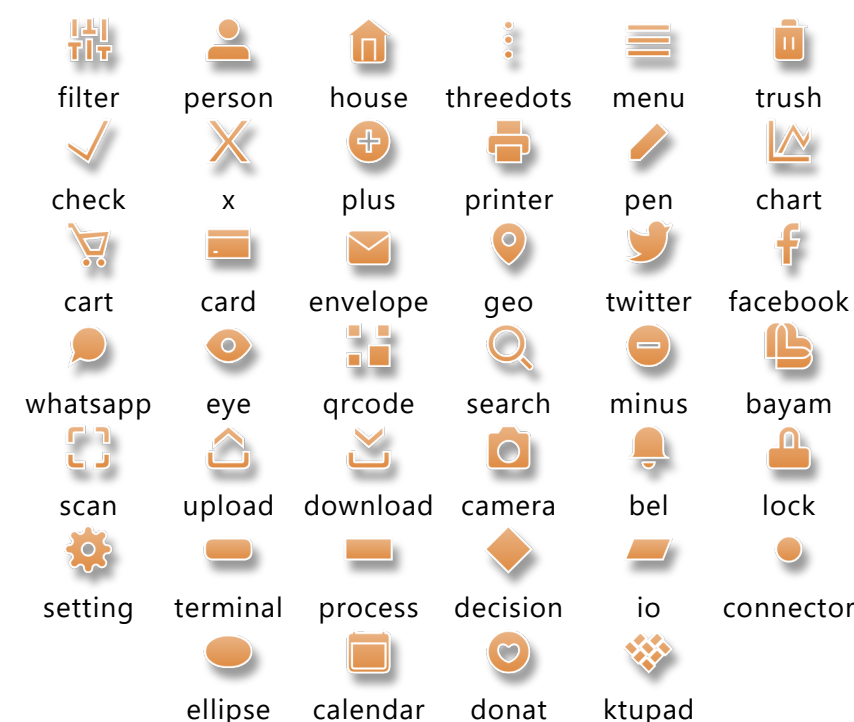 filter person house threedots menu trush
check x plus printer pen chart
cart card envelope geo twitter facebook
whatsapp eye qrcode search minus bayam
scan upload download camera bel lock
setting terminal process decision io connector
ellipse calendar donat ktupad